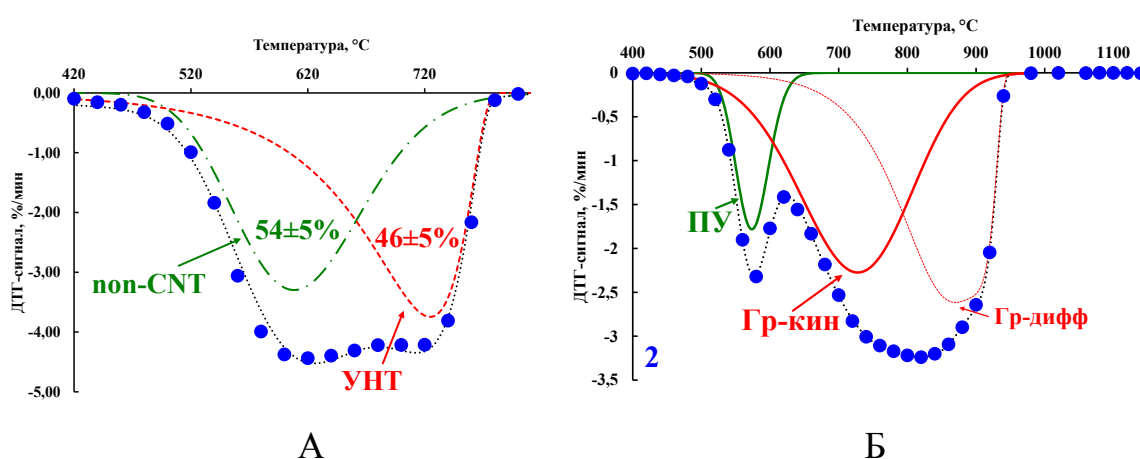 Температура, °C
420 520 620 720
0,00
-1,00
-2,00
-3,00
-4,00
-5,00
ДТГ-сигнал, %/мин
54±5%
46±5%
non-CNT
УНТ
А
Температура, °C
400 500 600 700 800 900 1000 1100
0
-0,5
-1
-1,5
-2
-2,5
-3
-3,5
ДТГ-сигнал, %/мин
ПУ
Гр-кин
Гр-дифф
2
Б